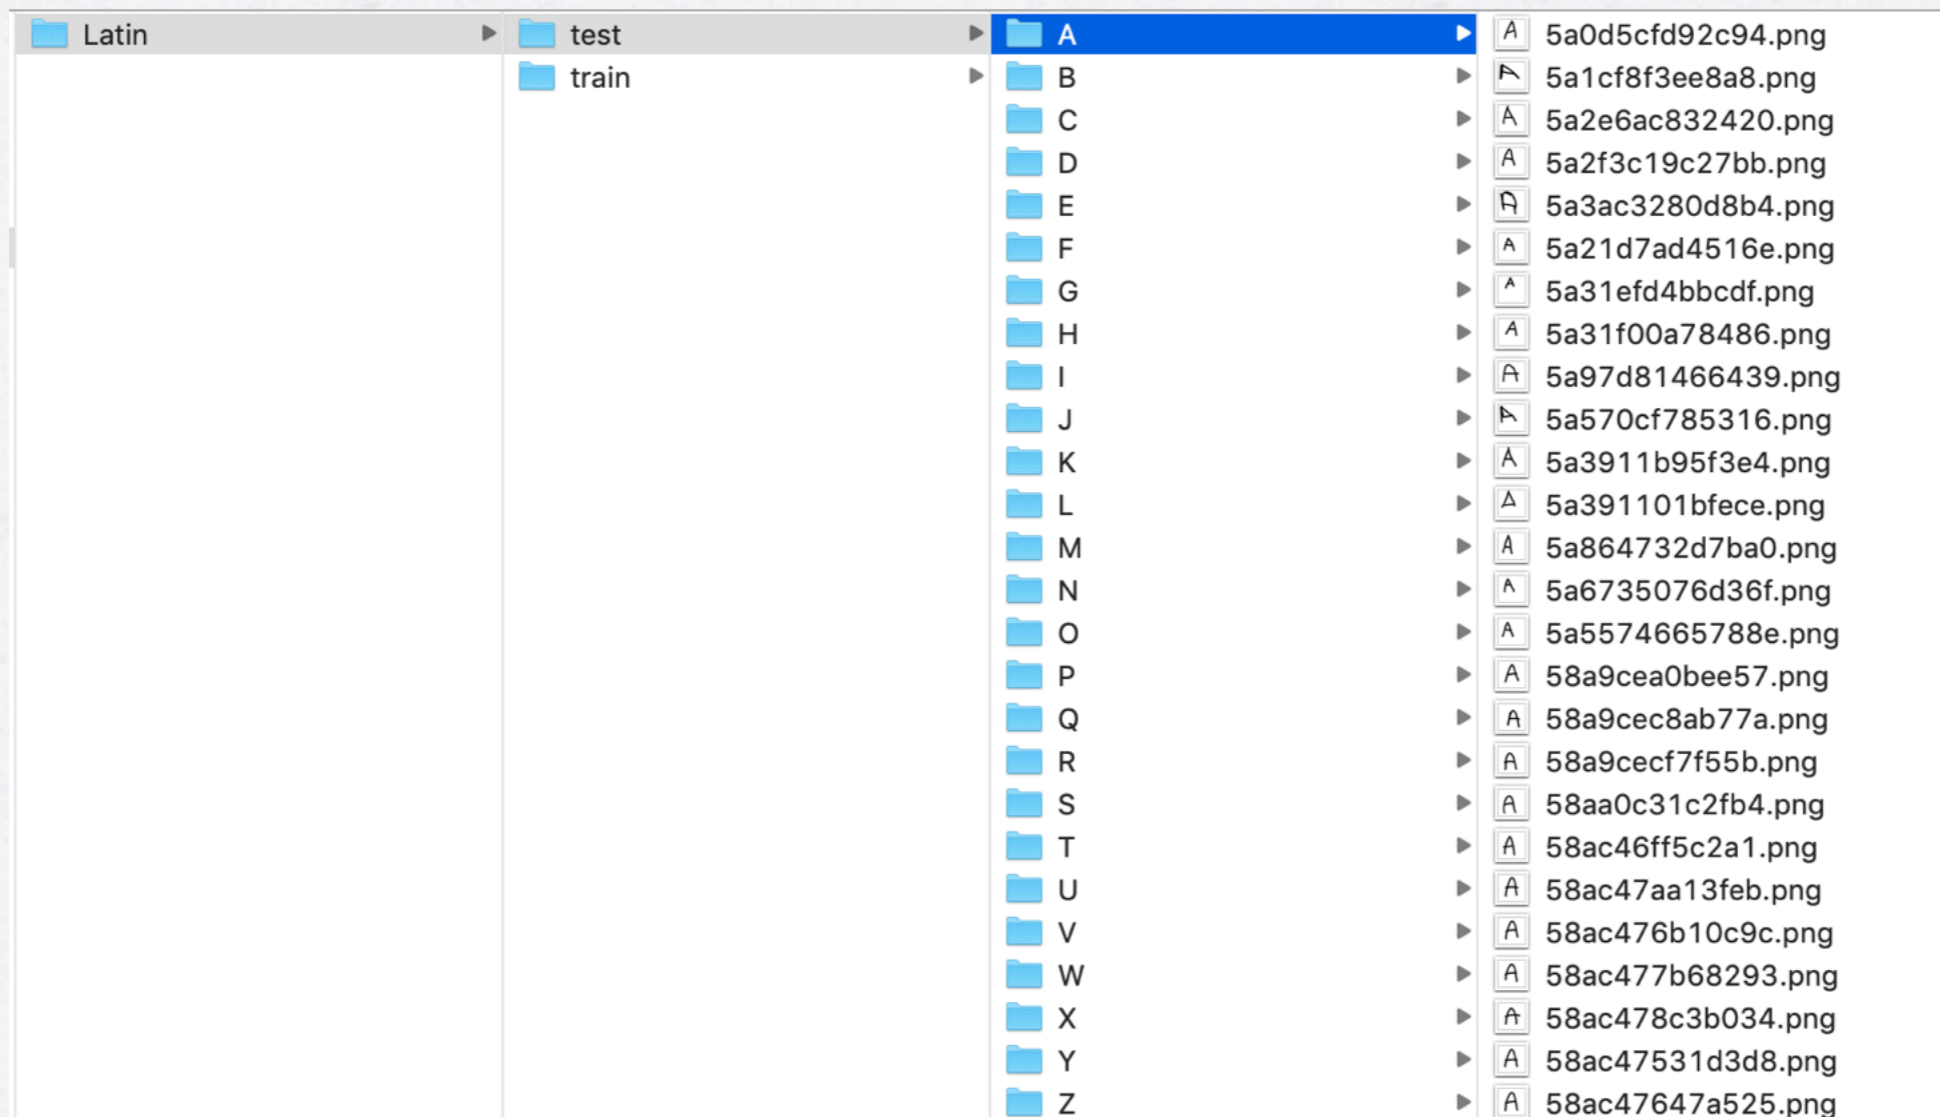 Latin
test
train
A
B
C
D
E
F
G
H
I
J
K
L
M
N
O
P
Q
R
S
T
U
V
W
X
Y
Z
5a0d5cfd92c94.png
5a1cf8f3ee8a8.png
5a2e6ac832420.png
5a2f3c19c27bb.png
5a3ac3280d8b4.png
5a21d7ad4516e.png
5a31efd4bbcdf.png
5a31f00a78486.png
5a97d81466439.png
5a570cf785316.png
5a3911b95f3e4.png
5a391101bfece.png
5a864732d7ba0.png
5a6735076d36f.png
5a5574665788e.png
58a9cea0bee57.png
58a9cec8ab77a.png
58a9cecf7f55b.png
58aa0c31c2fb4.png
58ac46ff5c2a1.png
58ac47aa13feb.png
58ac476b10c9c.png
58ac477b68293.png
58ac478c3b034.png
58ac47531d3d8.png
58ac47647a525.png